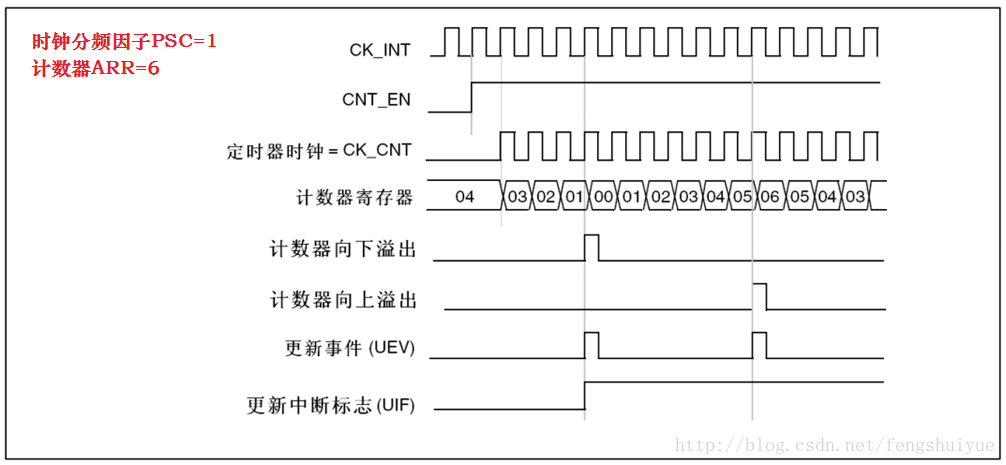 时钟分频因子PSC=1
计数器ARR=6
CK_INT
CNT_EN
定时器时钟 = CK_CNT
计数器寄存器
04 03 02 01 00 01 02 03 04 05 06 05 04 03
计数器向下溢出
计数器向上溢出
更新事件 (UEV)
更新中断标志 (UIF)
http://blog.csdn.net/fengshuiyue